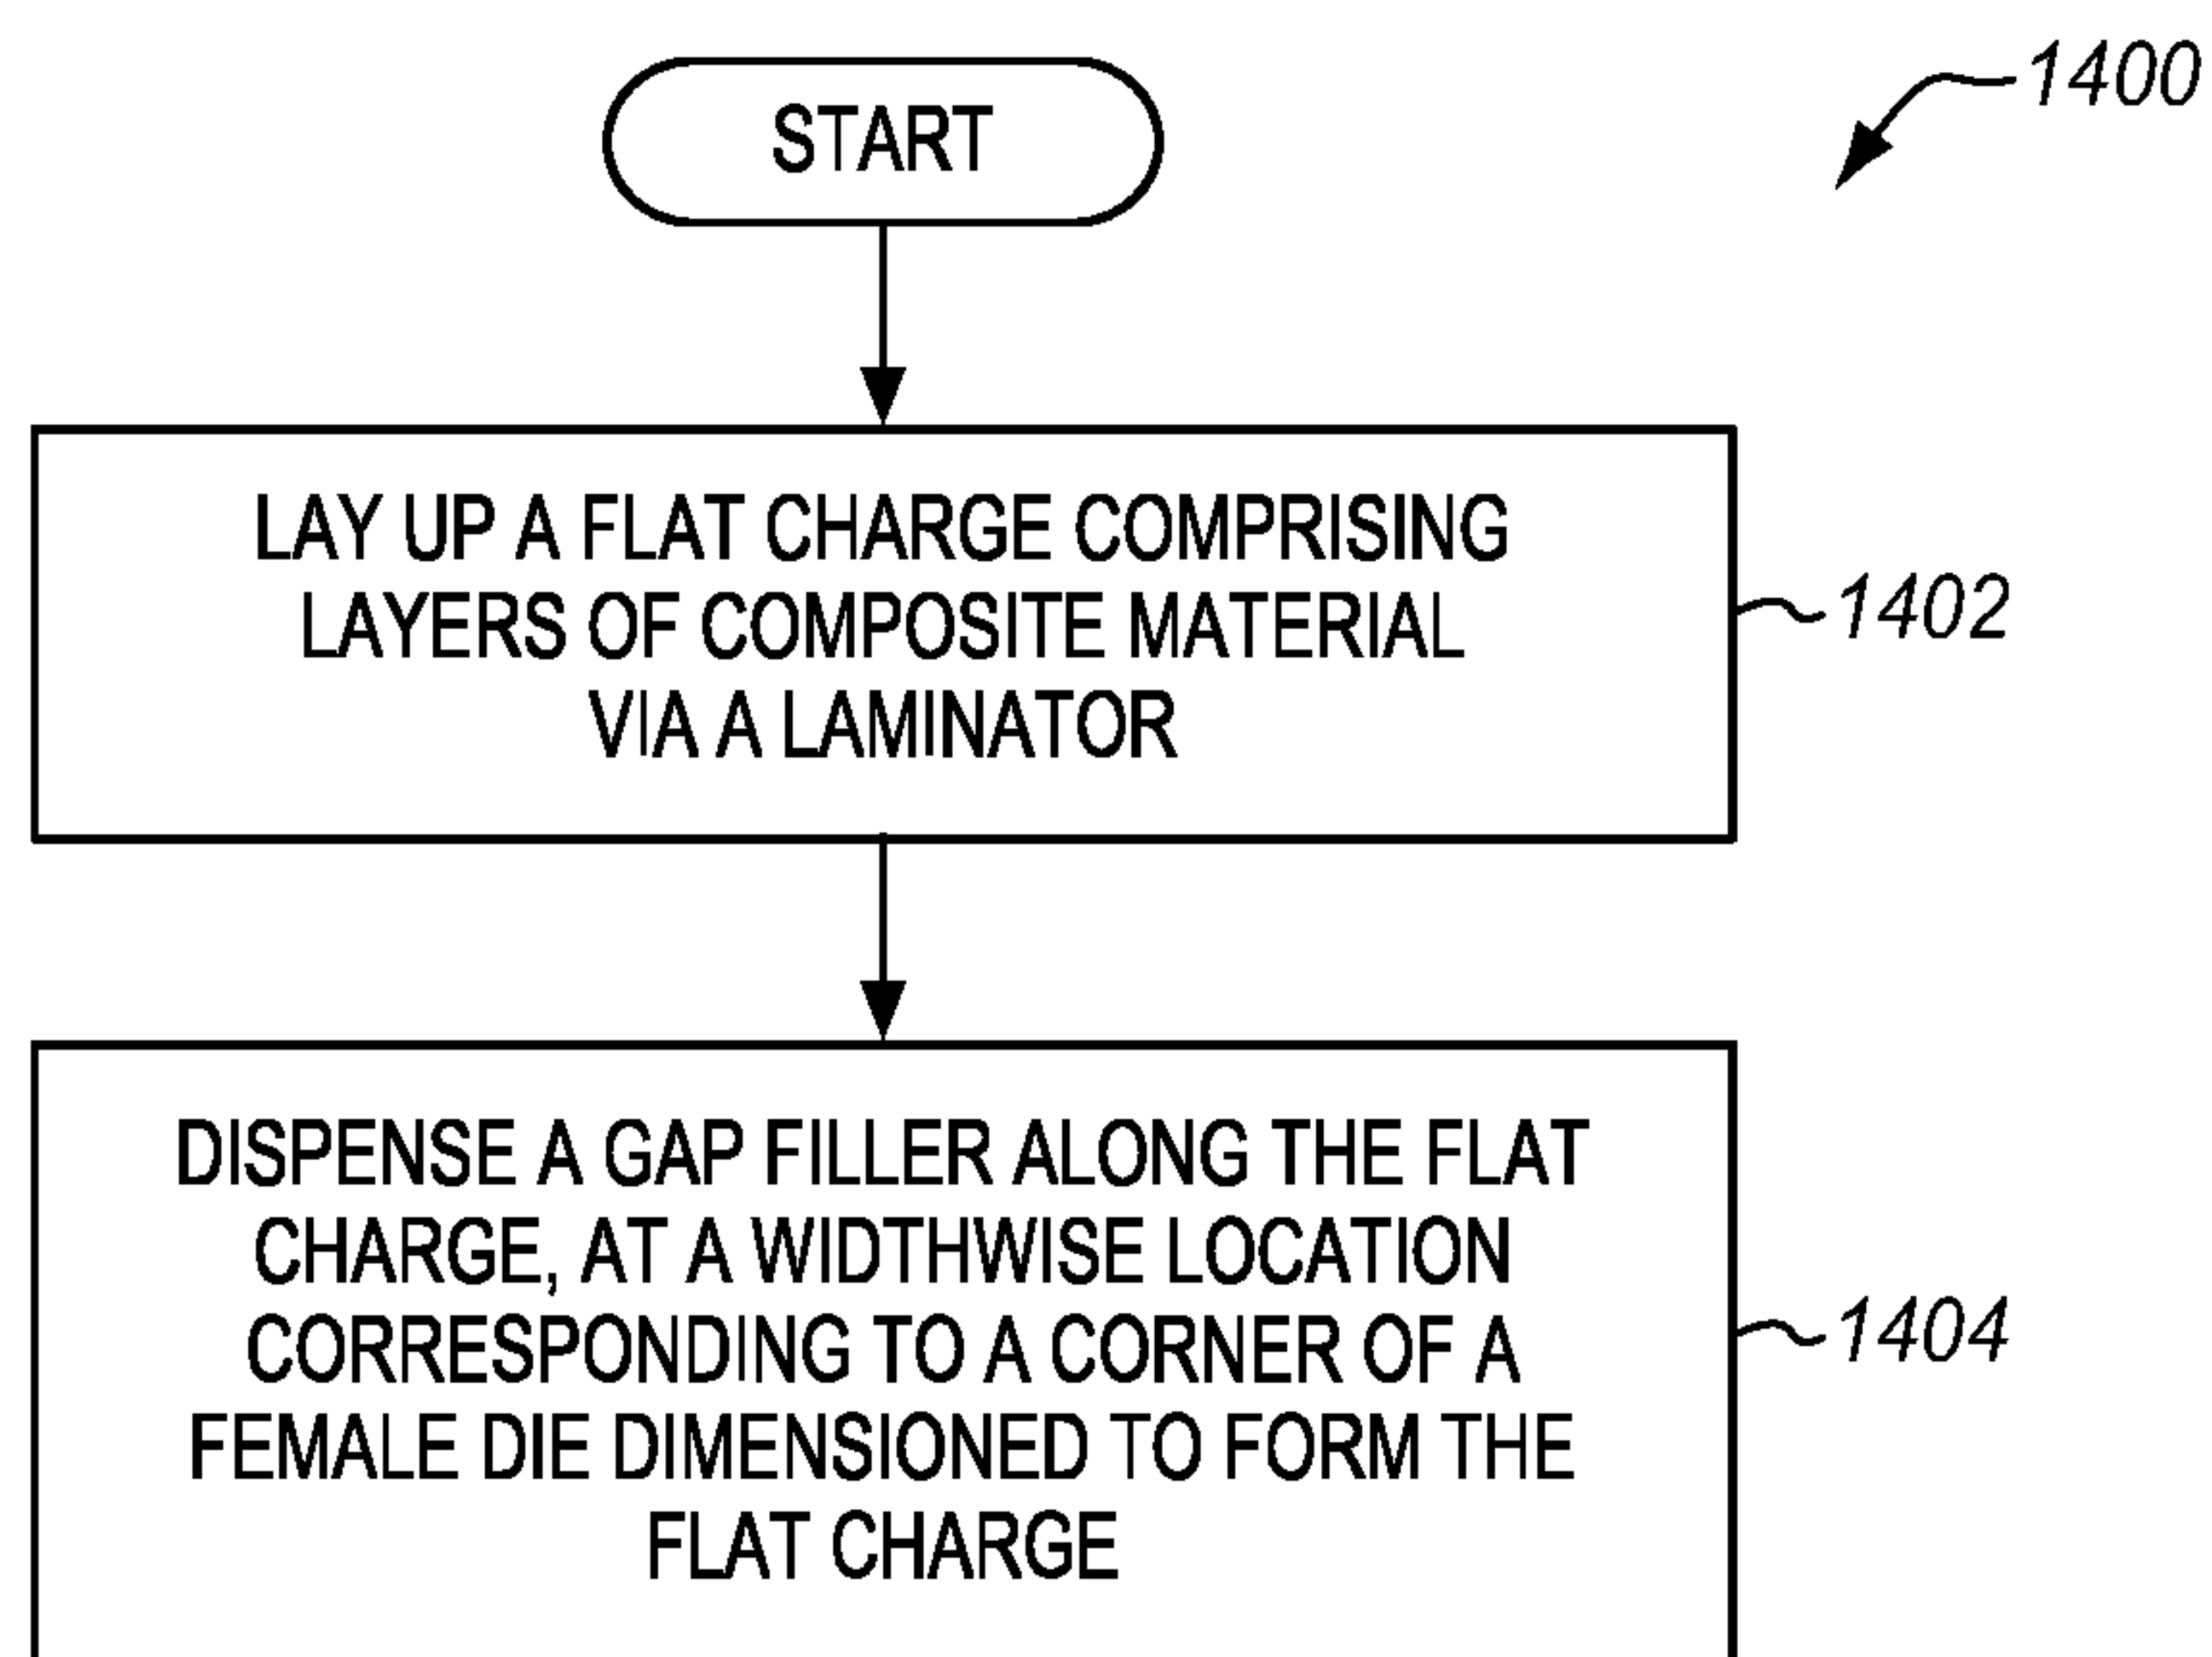 START
1400
LAY UP A FLAT CHARGE COMPRISING
LAYERS OF COMPOSITE MATERIAL
VIA A LAMINATOR
1402
DISPENSE A GAP FILLER ALONG THE FLAT
CHARGE, AT A WIDTHWISE LOCATION
CORRESPONDING TO A CORNER OF A
FEMALE DIE DIMENSIONED TO FORM THE
FLAT CHARGE
1404